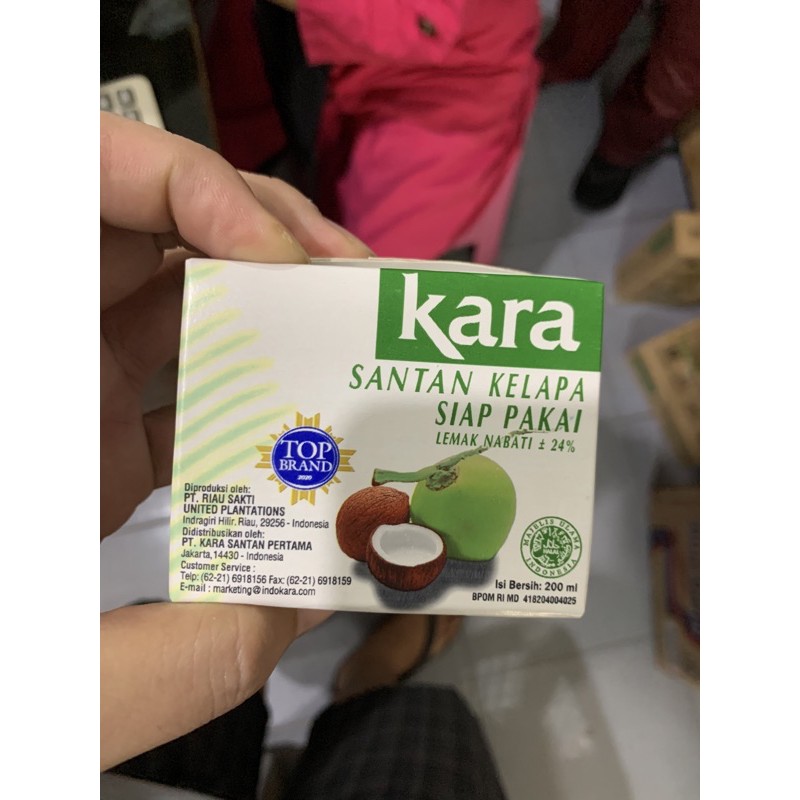 kara
SANTAN KELAPA
SIAP PAKAI
LEMAK NABATI ± 24%
TOP
BRAND
2020
Diproduksi oleh:
PT. RIAU SAKTI
UNITED PLANTATIONS
Indragiri Hilir, Riau, 29256 - Indonesia
Didistribusikan oleh:
PT. KARA SANTAN PERTAMA
Jakarta,14430 - Indonesia
Customer Service :
Telp: (62-21) 6918156 Fax: (62-21) 6918159
E-mail : marketing@indokara.com
MAJELIS ULAMA
HALAL
INDONESIA
Isi Bersih: 200 ml
BPOM RI MD 418204004025